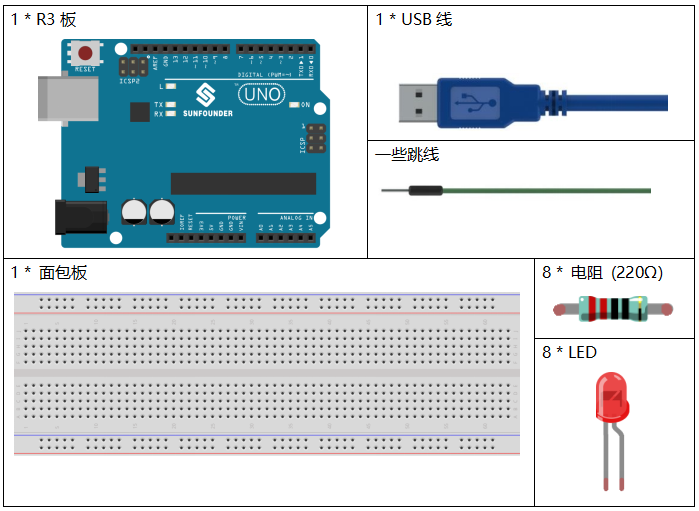 1 * R3 板
RESET
ICSP2
AREF
GND
13
12
~11
~10
~9
8
7
~6
~5
4
~3
2
TXD▶1
RXD◀0
DIGITAL (PWM~)
L
TX
RX
SUNFOUNDER
UNO
ON
1
ICSP
POWER
ANALOG IN
IOREF
RESET
3V3
5V
GND
GND
VIN
A0
A1
A2
A3
A4
A5
1 * USB 线
一些跳线
1 * 面包板
8 * 电阻 (220Ω)
8 * LED